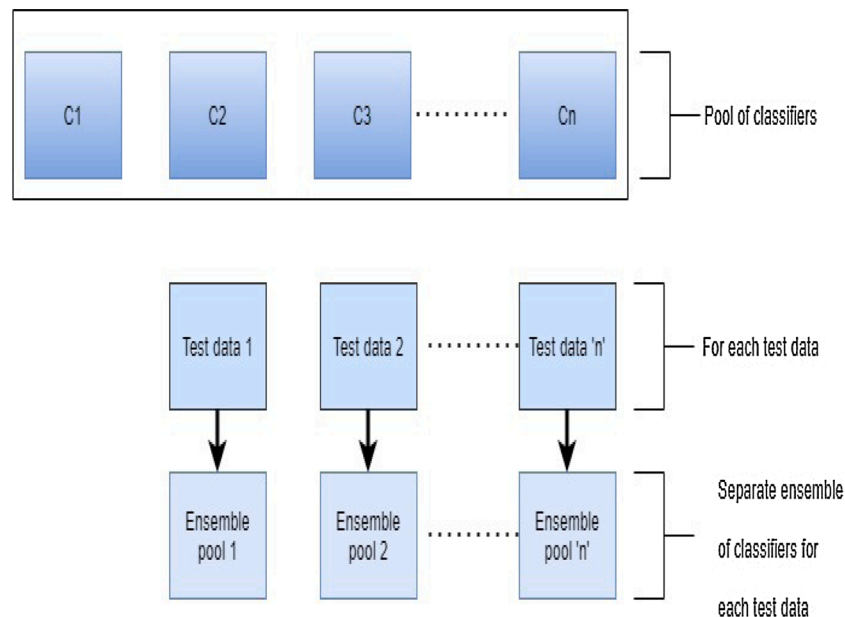 C1
C2
C3
Cn
Pool of classifiers
Test data 1
Test data 2
Test data 'n'
For each test data
Ensemble
pool 1
Ensemble
pool 2
Ensemble
pool 'n'
Separate ensemble
of classifiers for
each test data